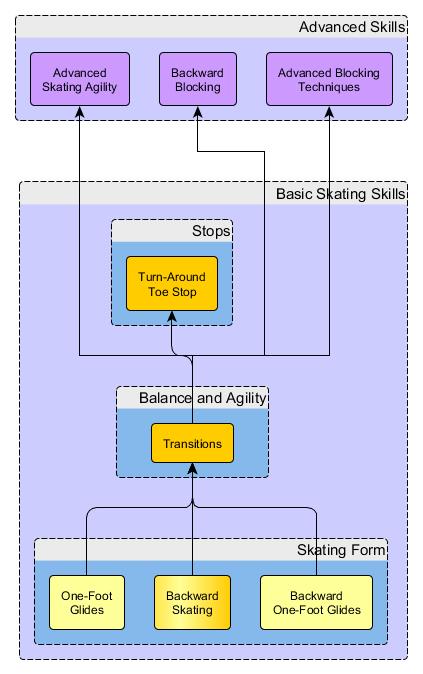 Advanced Skills
Advanced
Skating Agility
Backward
Blocking
Advanced Blocking
Techniques
Basic Skating Skills
Stops
Turn-Around
Toe Stop
Balance and Agility
Transitions
Skating Form
One-Foot
Glides
Backward
Skating
Backward
One-Foot Glides